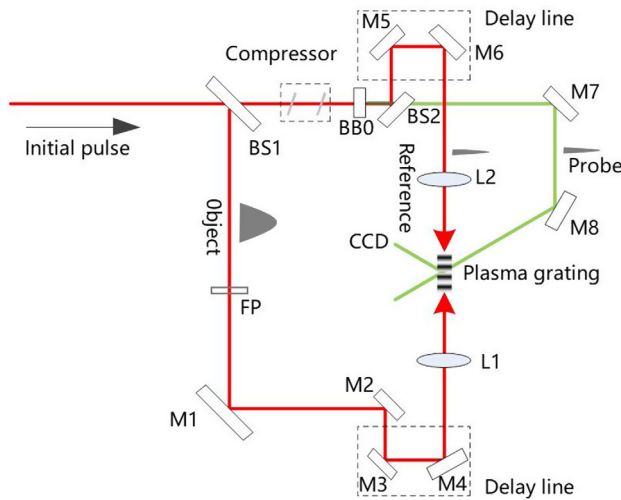 M5
Delay line
Compressor
M6
M7
BB0
BS2
Initial pulse
BS1
Reference
Probe
L2
0bject
M8
CCD
Plasma grating
FP
L1
M2
M1
M3
M4
Delay line